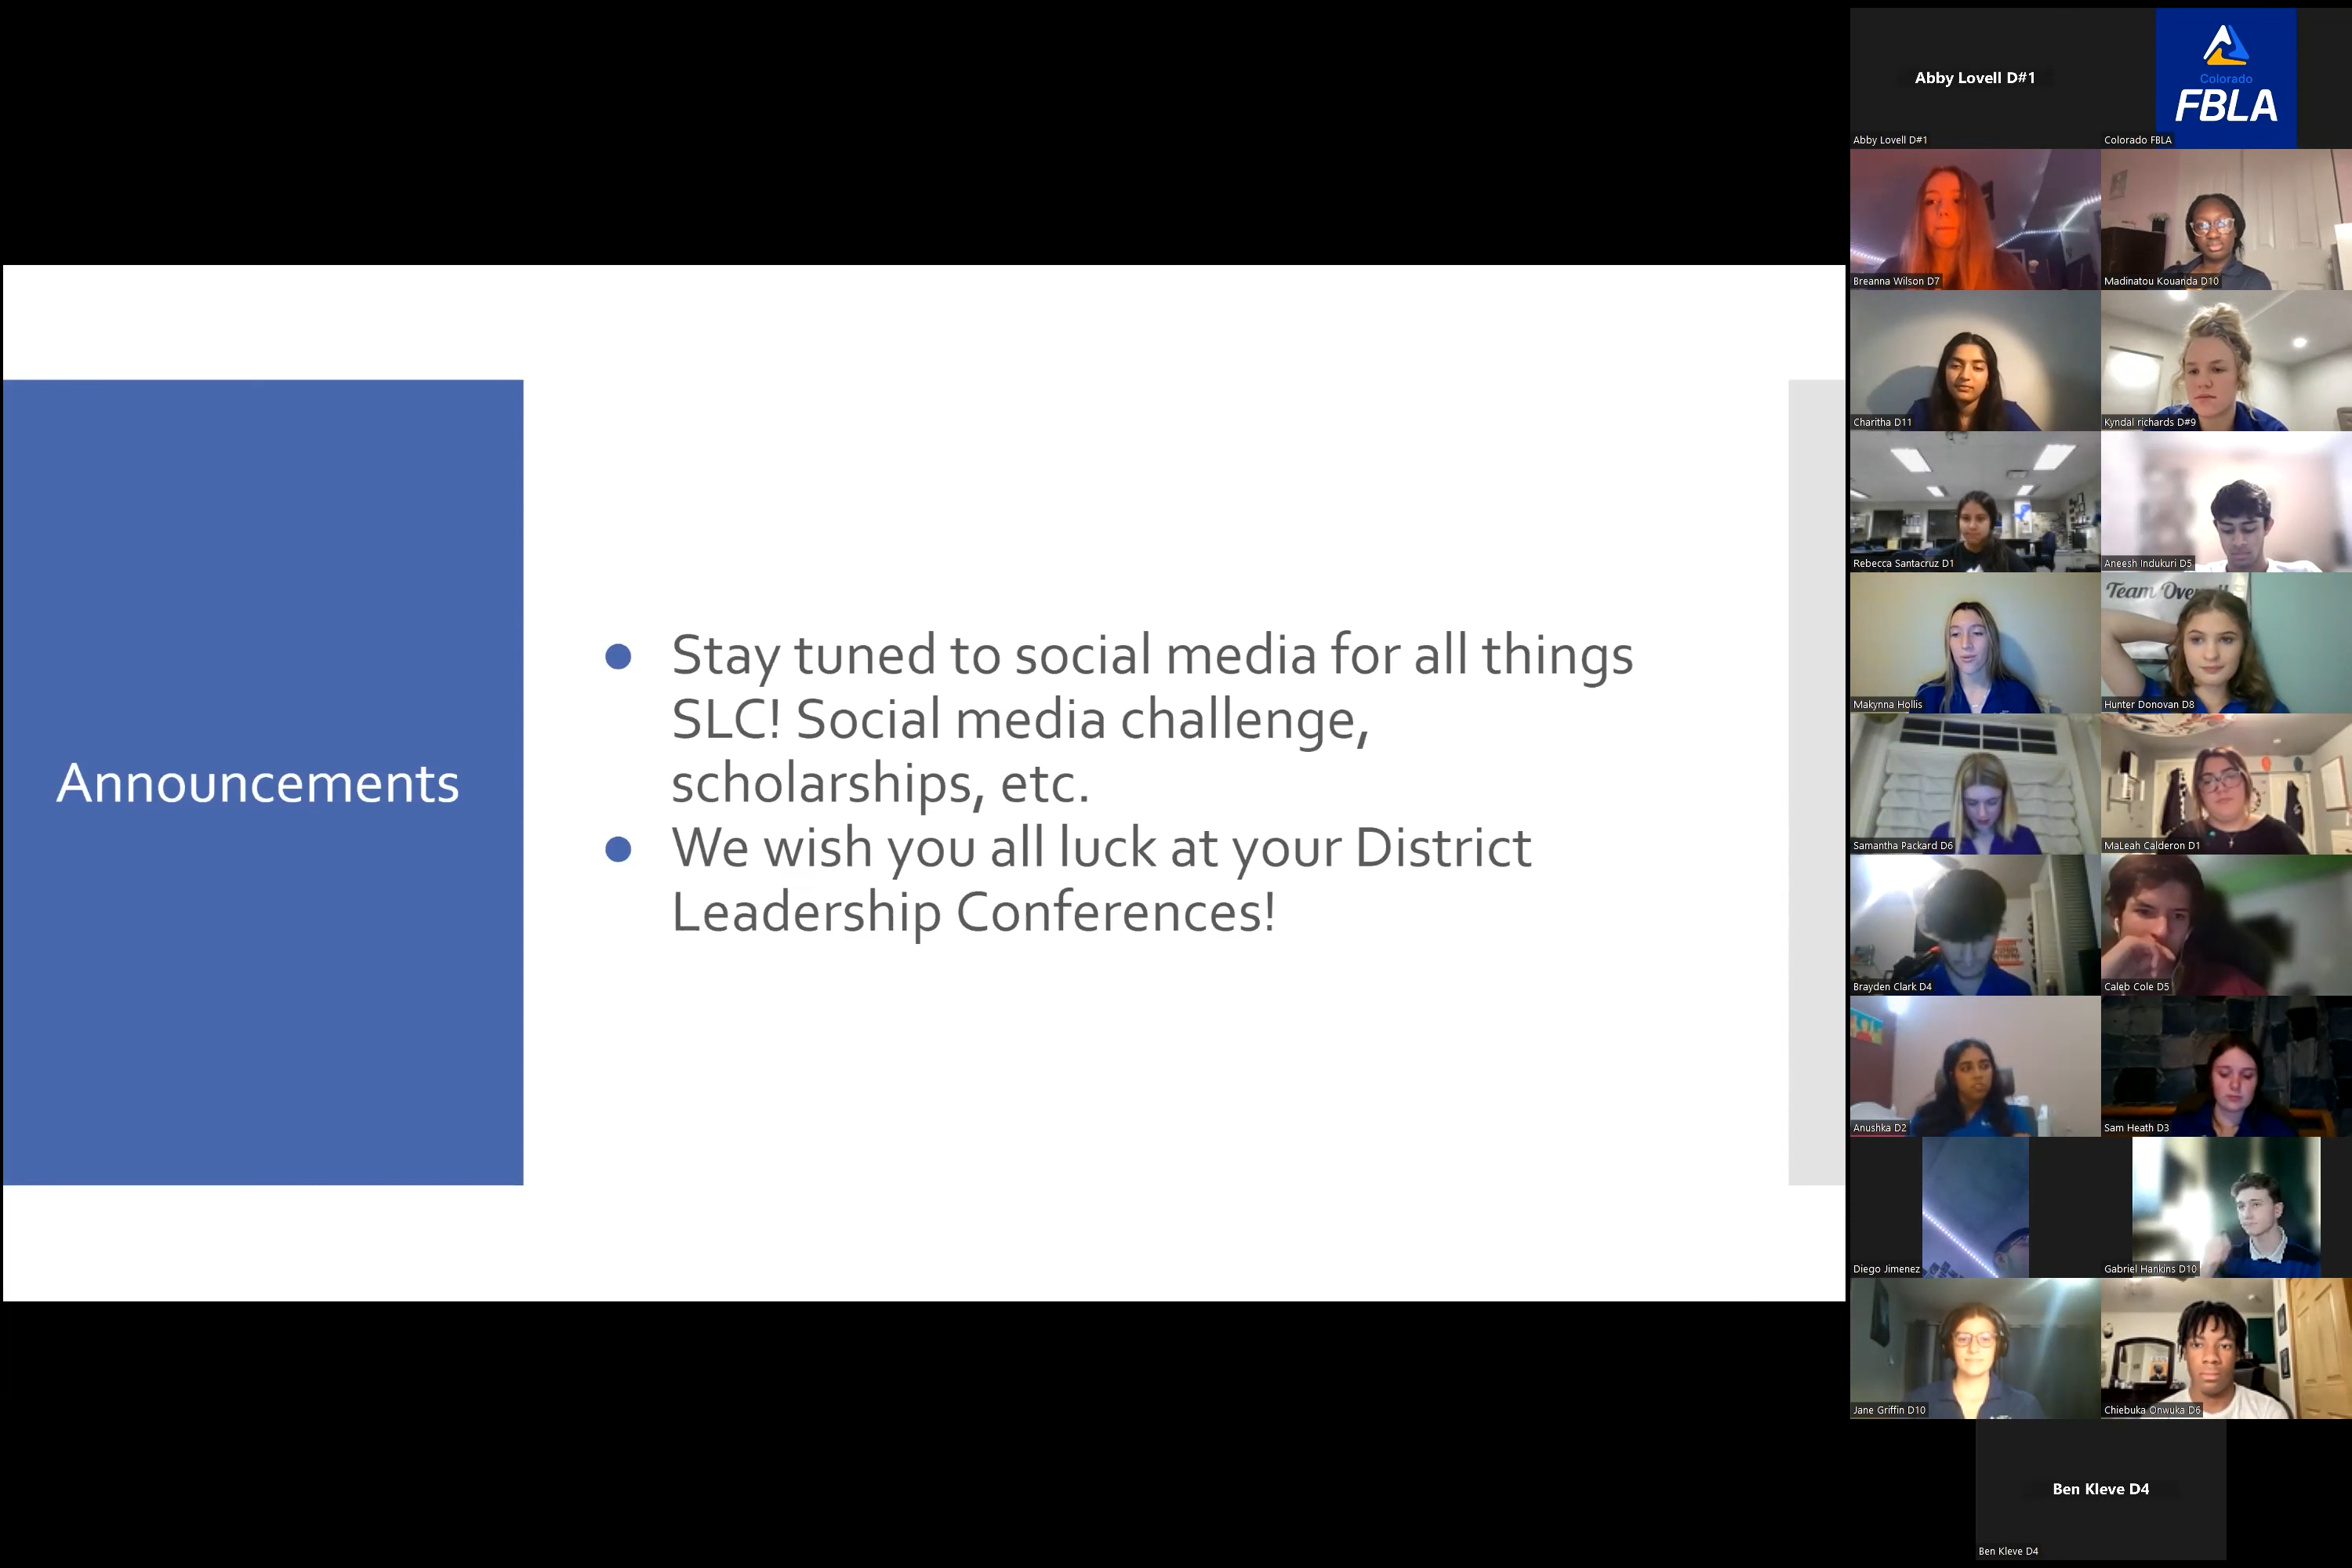 Announcements
Stay tuned to social media for all things
SLC! Social media challenge,
scholarships, etc.
We wish you all luck at your District
Leadership Conferences!
Abby Lovell D#1
Abby Lovell D#1
Colorado
FBLA
Colorado FBLA
Breanna Wilson D7
Madinatou Kouanda D10
Charitha D11
Kyndal richards D#9
Rebecca Santacruz D1
Aneesh Indukuri D5
Makynna Hollis
Team
Hunter Donovan D8
Samantha Packard D6
MaLeah Calderon D1
Brayden Clark D4
Caleb Cole D5
Anushka D2
Sam Heath D3
Diego Jimenez
Gabriel Hankins D10
Jane Griffin D10
Chiebuka Onwuka D6
Ben Kleve D4
Ben Kleve D4